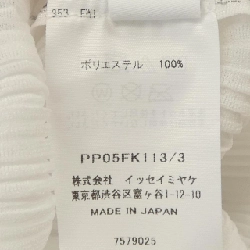 ポリエステル 100%
PP05FK113/3
株式会社 イッセイミヤケ
東京都渋谷区富ヶ谷1-12-10
MADE IN JAPAN
7579025